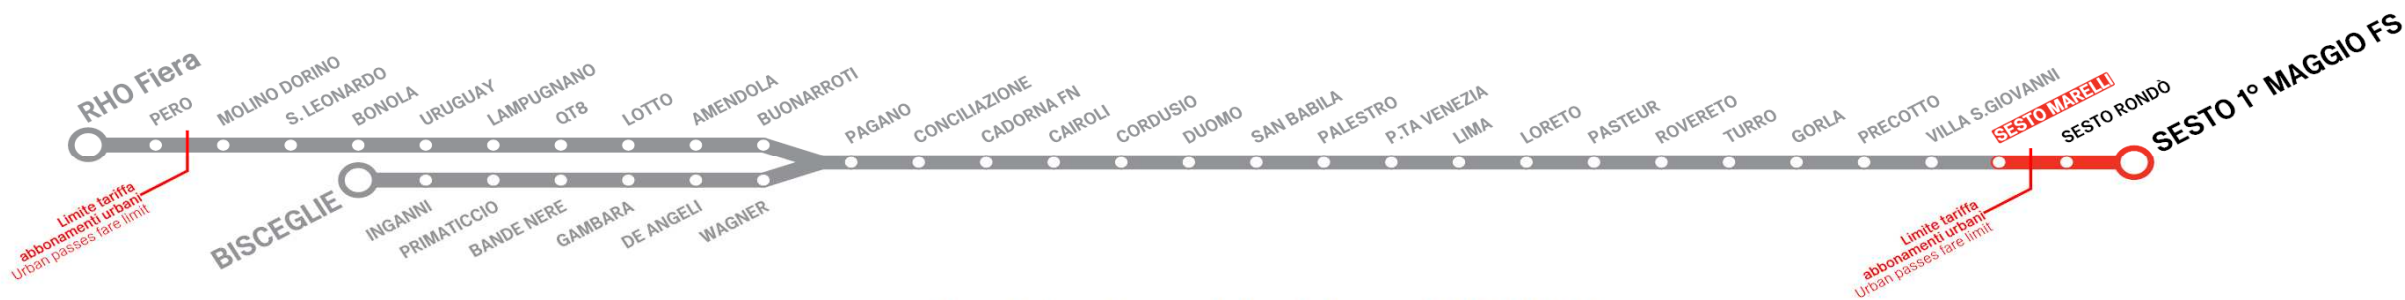 RHO Fiera
PERO
MOLINO DORINO
S. LEONARDO
BONOLA
URUGUAY
LAMPUGNANO
QT8
LOTTO
AMENDOLA
BUONARROTI
PAGANO
CONCILIAZIONE
CADORNA FN
CAIROLI
CORDUSIO
DUOMO
SAN BABILA
PALESTRO
P.TA VENEZIA
LIMA
LORETO
PASTEUR
ROVERETO
TURRO
GORLA
PRECOTTO
VILLA S.GIOVANNI
SESTO MARELLI
SESTO RONDÒ
SESTO 1° MAGGIO FS
BISCEGLIE
INGANNI
PRIMATICCIO
BANDE NERE
GAMBARA
DE ANGELI
WAGNER
Limite tariffa
abbonamenti urbani
Urban passes fare limit
Limite tariffa
abbonamenti urbani
Urban passes fare limit